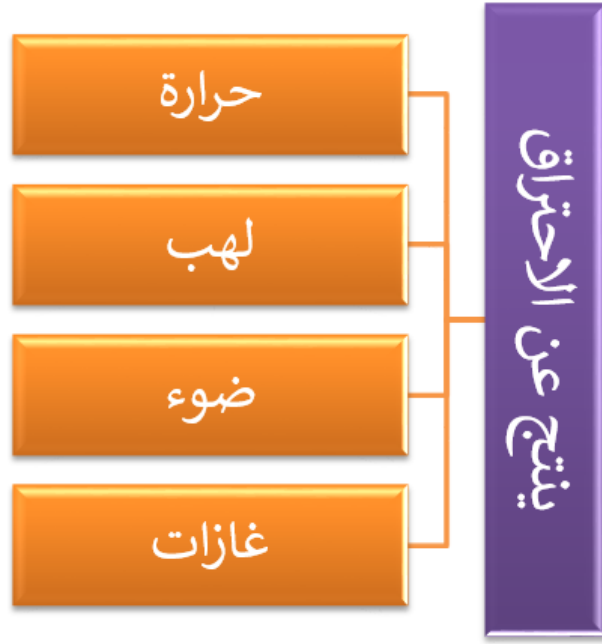 ينتج عن الاحتراق
حرارة
لهب
ضوء
غازات